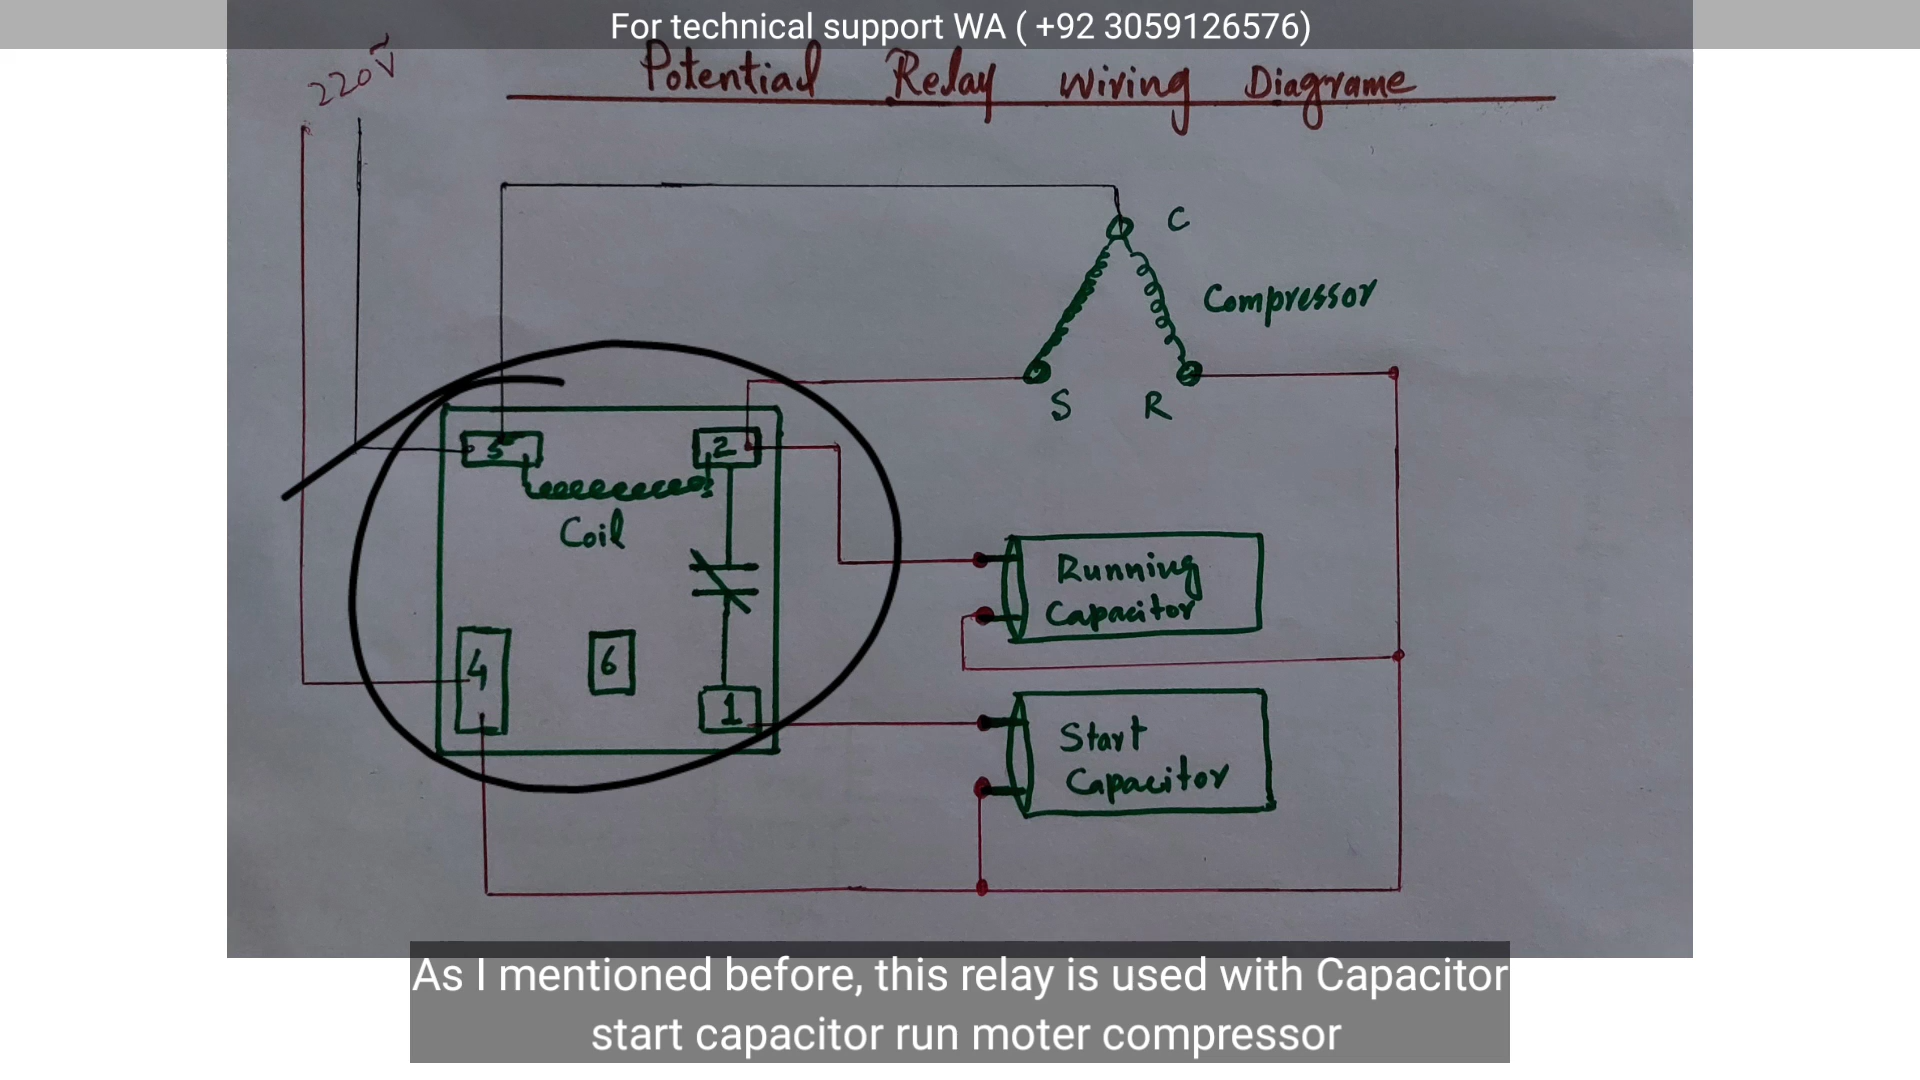 For technical support WA ( +92 3059126576)
220V~
Potential Relay Wiring Diagrame
C
Compressor
S R
5 2
Coil
Running
Capacitor
4 6 1
Start
Capacitor
As I mentioned before, this relay is used with Capacitor
start capacitor run moter compressor